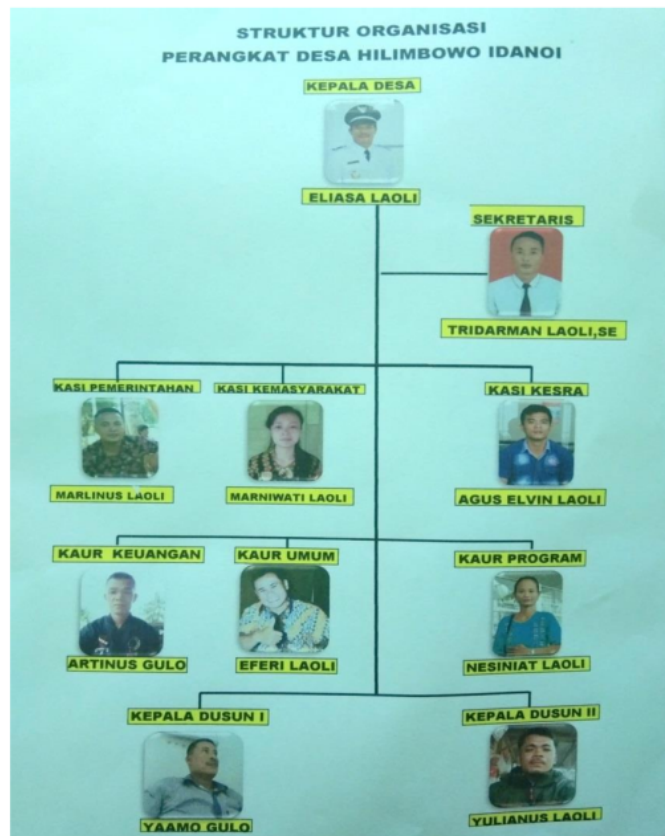 STRUKTUR ORGANISASI
PERANGKAT DESA HILIMBOWO IDANOI
KEPALA DESA
ELIASA LAOLI
SEKRETARIS
TRIDARMAN LAOLI,SE
KASI PEMERINTAHAN
KASI KEMASYARAKAT
KASI KESRA
MARLINUS LAOLI
MARNIWATI LAOLI
AGUS ELVIN LAOLI
KAUR KEUANGAN
KAUR UMUM
KAUR PROGRAM
ARTINUS GULO
EFERI LAOLI
NESINIAT LAOLI
KEPALA DUSUN I
KEPALA DUSUN II
YAAMO GULO
YULIANUS LAOLI